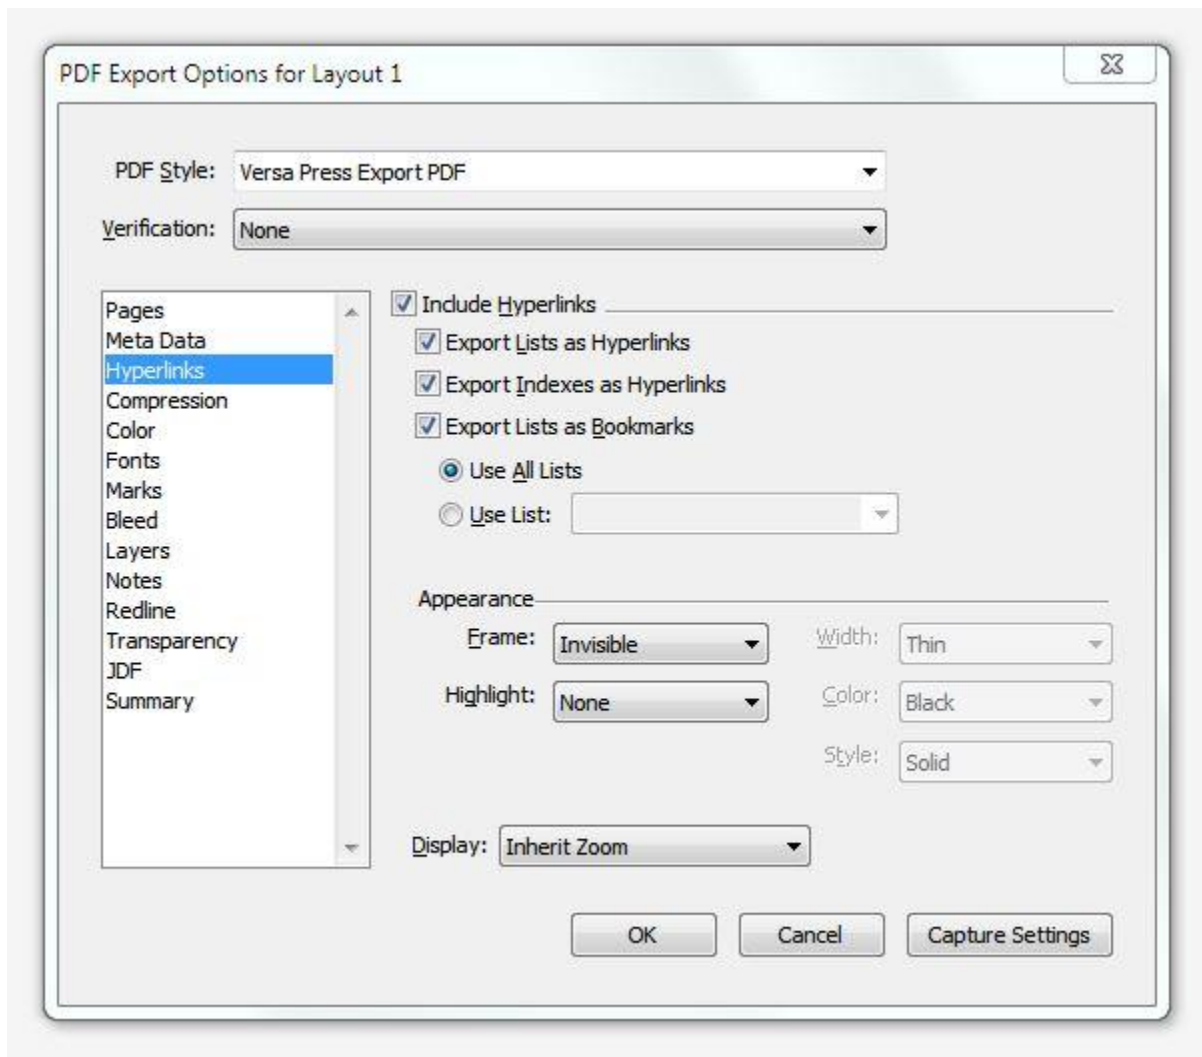 PDF Export Options for Layout 1
PDF Style: Versa Press Export PDF
Verification: None
Pages
Meta Data
Hyperlinks
Compression
Color
Fonts
Marks
Bleed
Layers
Notes
Redline
Transparency
JDF
Summary
Include Hyperlinks
Export Lists as Hyperlinks
Export Indexes as Hyperlinks
Export Lists as Bookmarks
Use All Lists
Use List:
Appearance
Frame: Invisible Width: Thin
Highlight: None Color: Black
Style: Solid
Display: Inherit Zoom
OK Cancel Capture Settings